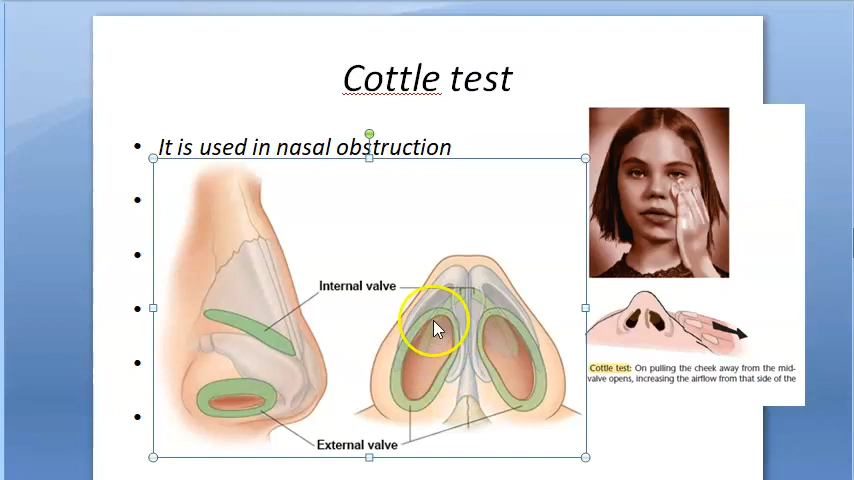 Cottle test
• It is used in nasal obstruction
•
•
•
•
•
Internal valve
External valve
Cottle test: On pulling the cheek away from the mid-
valve opens, increasing the airflow from that side of the